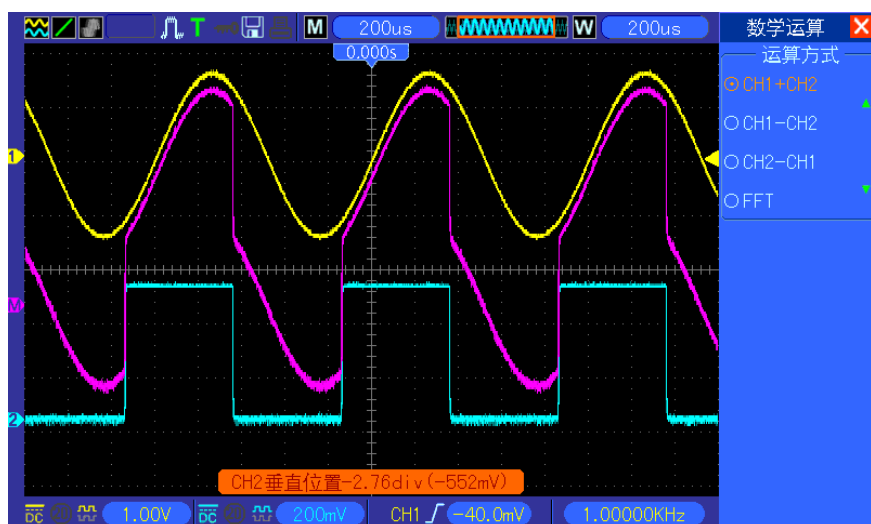 M 200us W 200us 数学运算
0.000s
运算方式
CH1+CH2
CH1-CH2
CH2-CH1
FFT
1
M
2
CH2垂直位置-2.76div(-552mV)
DC 1.00V DC 200mV CH1 -40.0mV 1.00000KHz